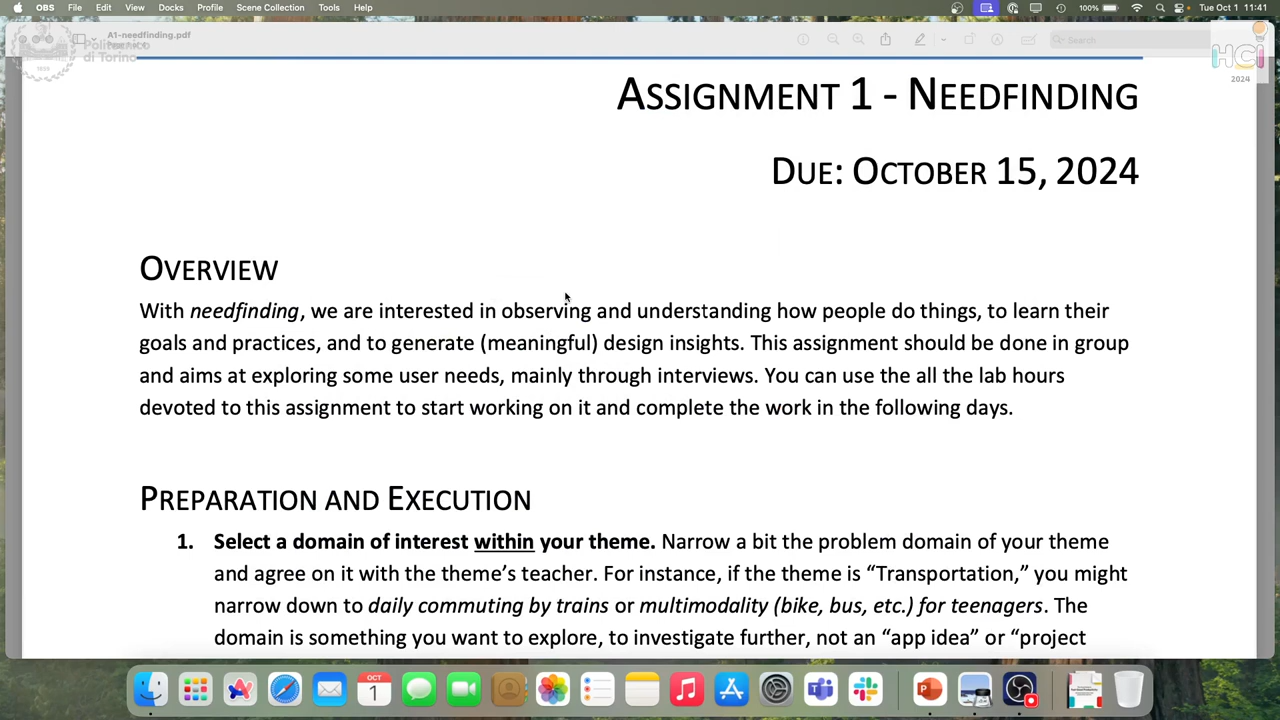 OBS File Edit View Docks Profile Scene Collection Tools Help
100% Tue Oct 1 11:41
A1-needfinding.pdf
Politecnico
di Torino
1859
Search
HCI
2024
ASSIGNMENT 1 - NEEDFINDING
DUE: OCTOBER 15, 2024
OVERVIEW
With needfinding, we are interested in observing and understanding how people do things, to learn their
goals and practices, and to generate (meaningful) design insights. This assignment should be done in group
and aims at exploring some user needs, mainly through interviews. You can use the all the lab hours
devoted to this assignment to start working on it and complete the work in the following days.
PREPARATION AND EXECUTION
1. Select a domain of interest within your theme. Narrow a bit the problem domain of your theme
and agree on it with the theme's teacher. For instance, if the theme is “Transportation,” you might
narrow down to daily commuting by trains or multimodality (bike, bus, etc.) for teenagers. The
domain is something you want to explore, to investigate further, not an “app idea” or “project
OCT
1